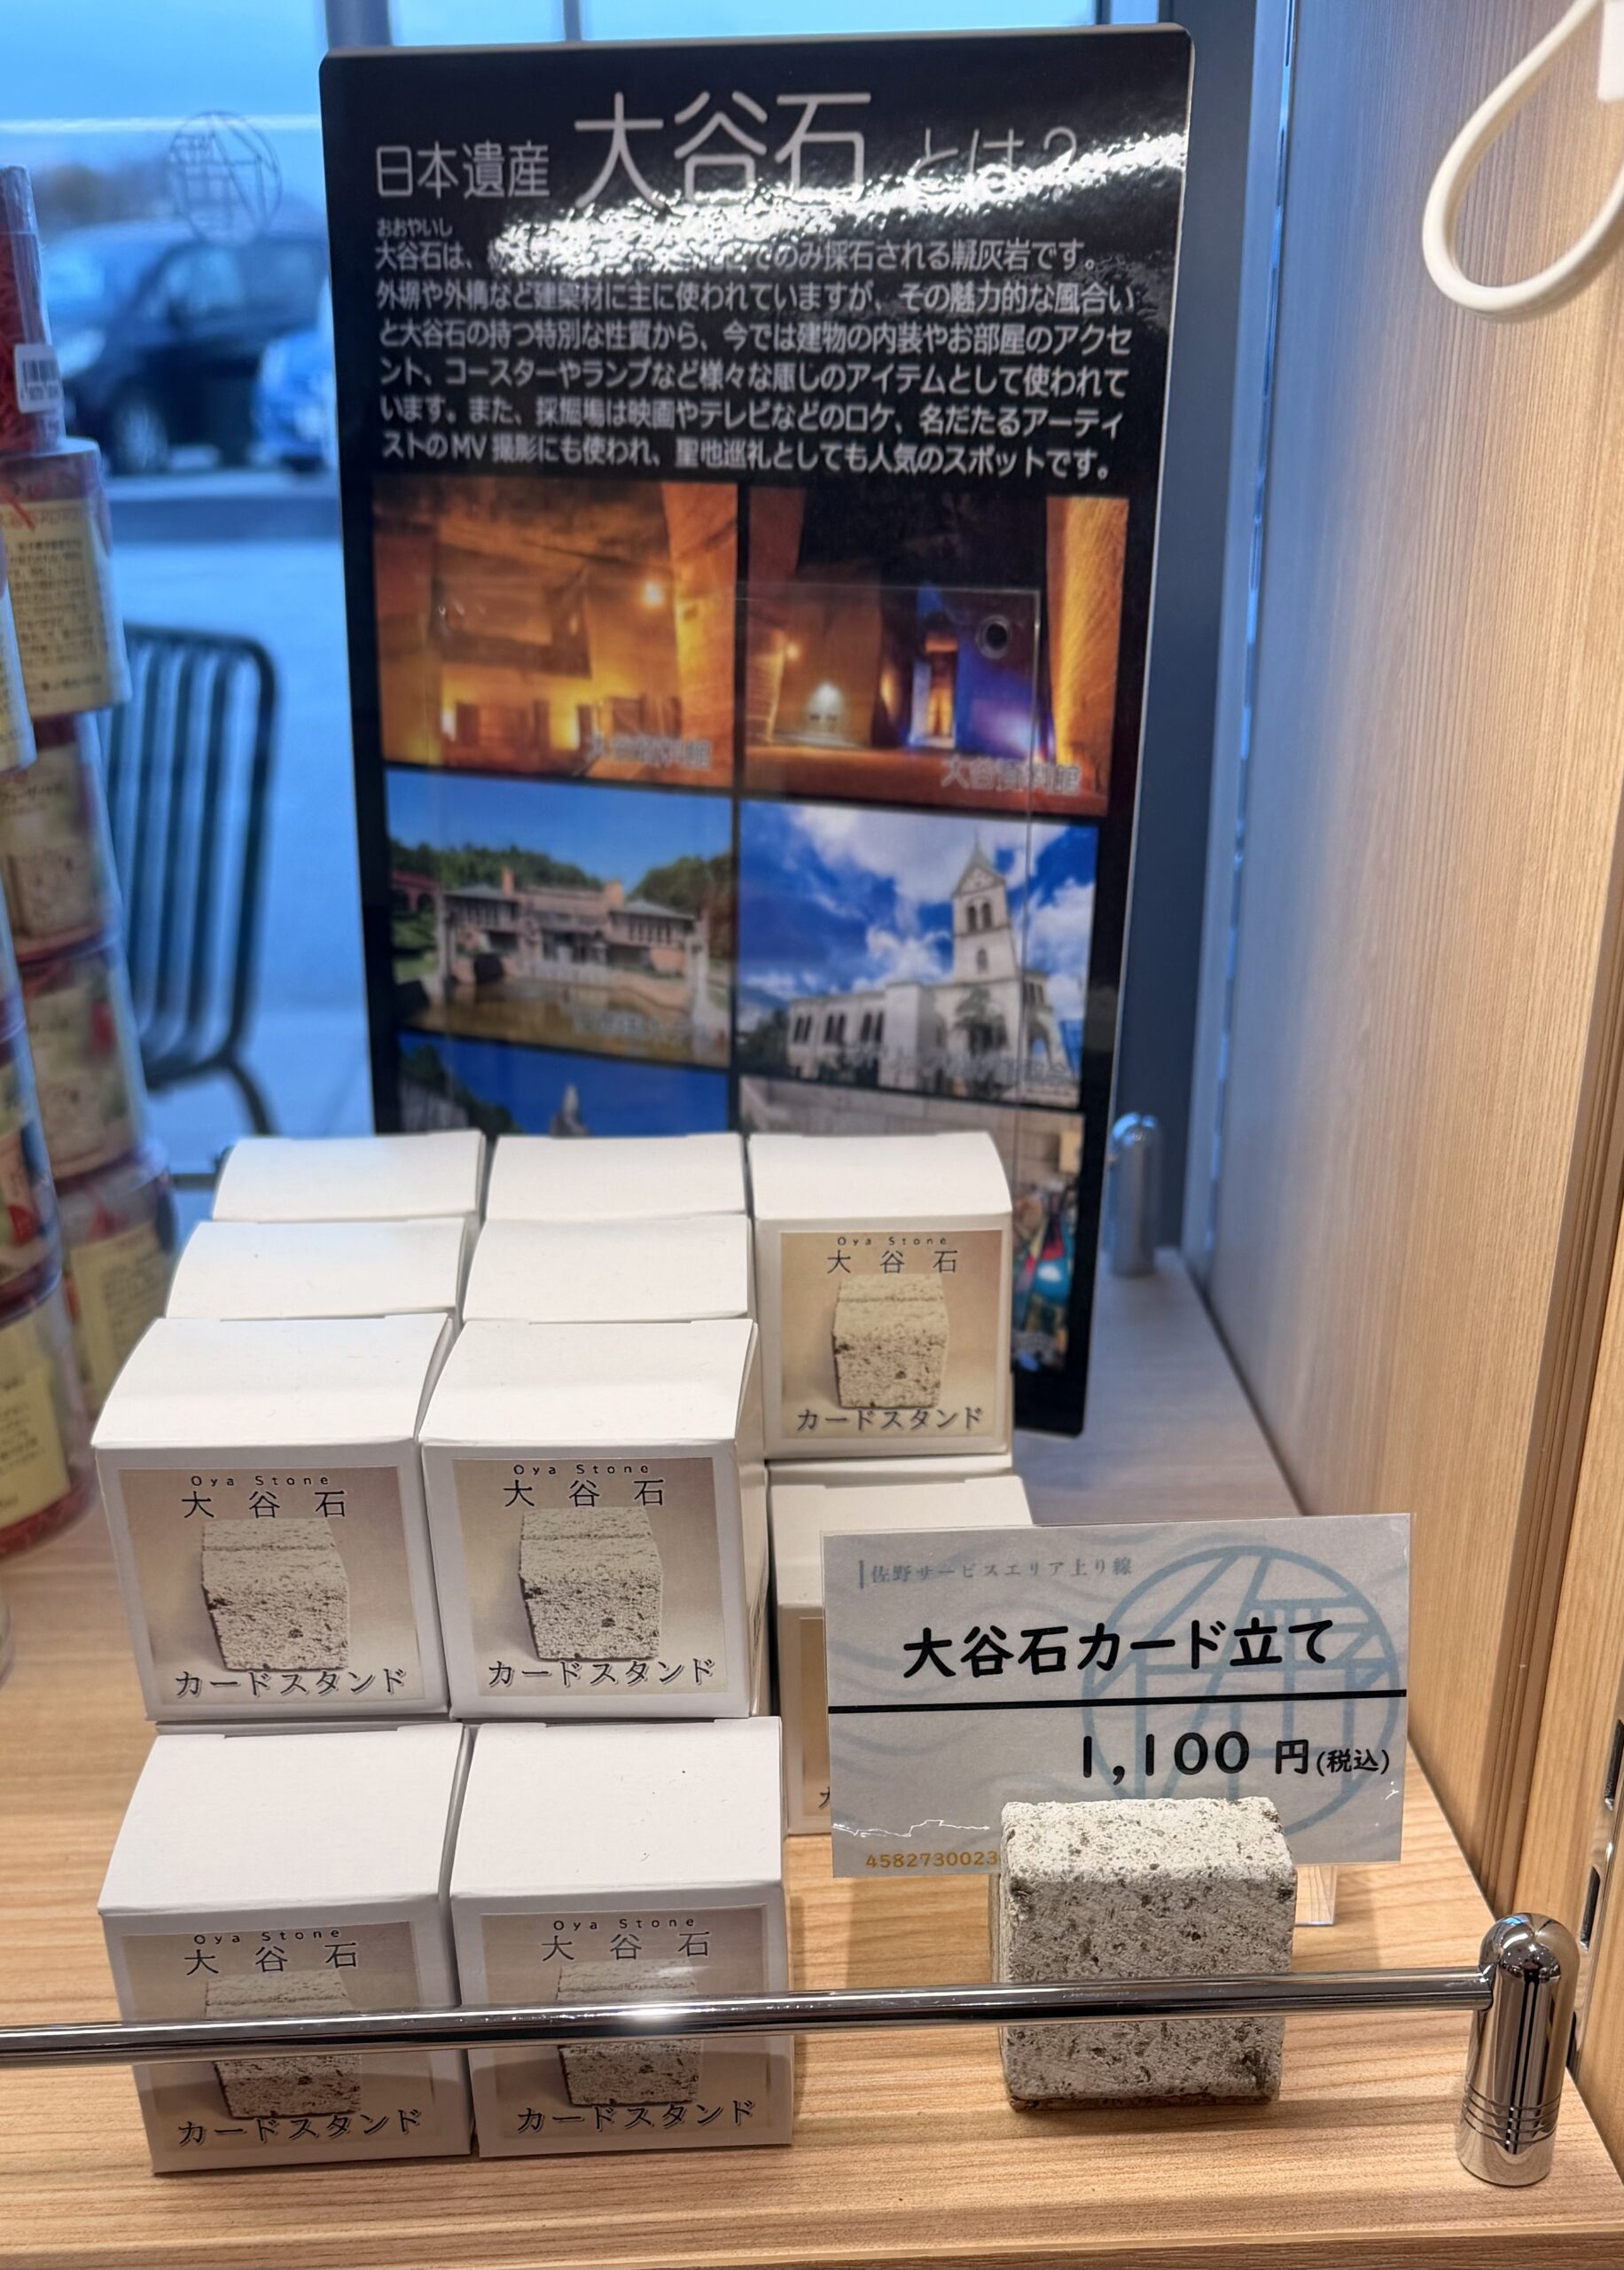 日本遺産 大谷石 とは?
おおやいし
大谷石は、 でのみ採石される凝灰岩です。
外塀や外構など建築材に主に使われていますが、その魅力的な風合い
と大谷石の持つ特別な性質から、今では建物の内装やお部屋のアクセ
ント、コースターやランプなど様々な癒しのアイテムとして使われて
います。また、採掘場は映画やテレビなどのロケ、名だたるアーティ
ストのMV撮影にも使われ、聖地巡礼としても人気のスポットです。
大谷資料館
大谷資料館
Oya Stone
大谷石
カードスタンド
Oya Stone
大谷石
カードスタンド
Oya Stone
大谷石
カードスタンド
佐野サービスエリア上り線
大谷石カード立て
1,100 円(税込)
4582730023
Oya Stone
大谷石
カードスタンド
Oya Stone
大谷石
カードスタンド